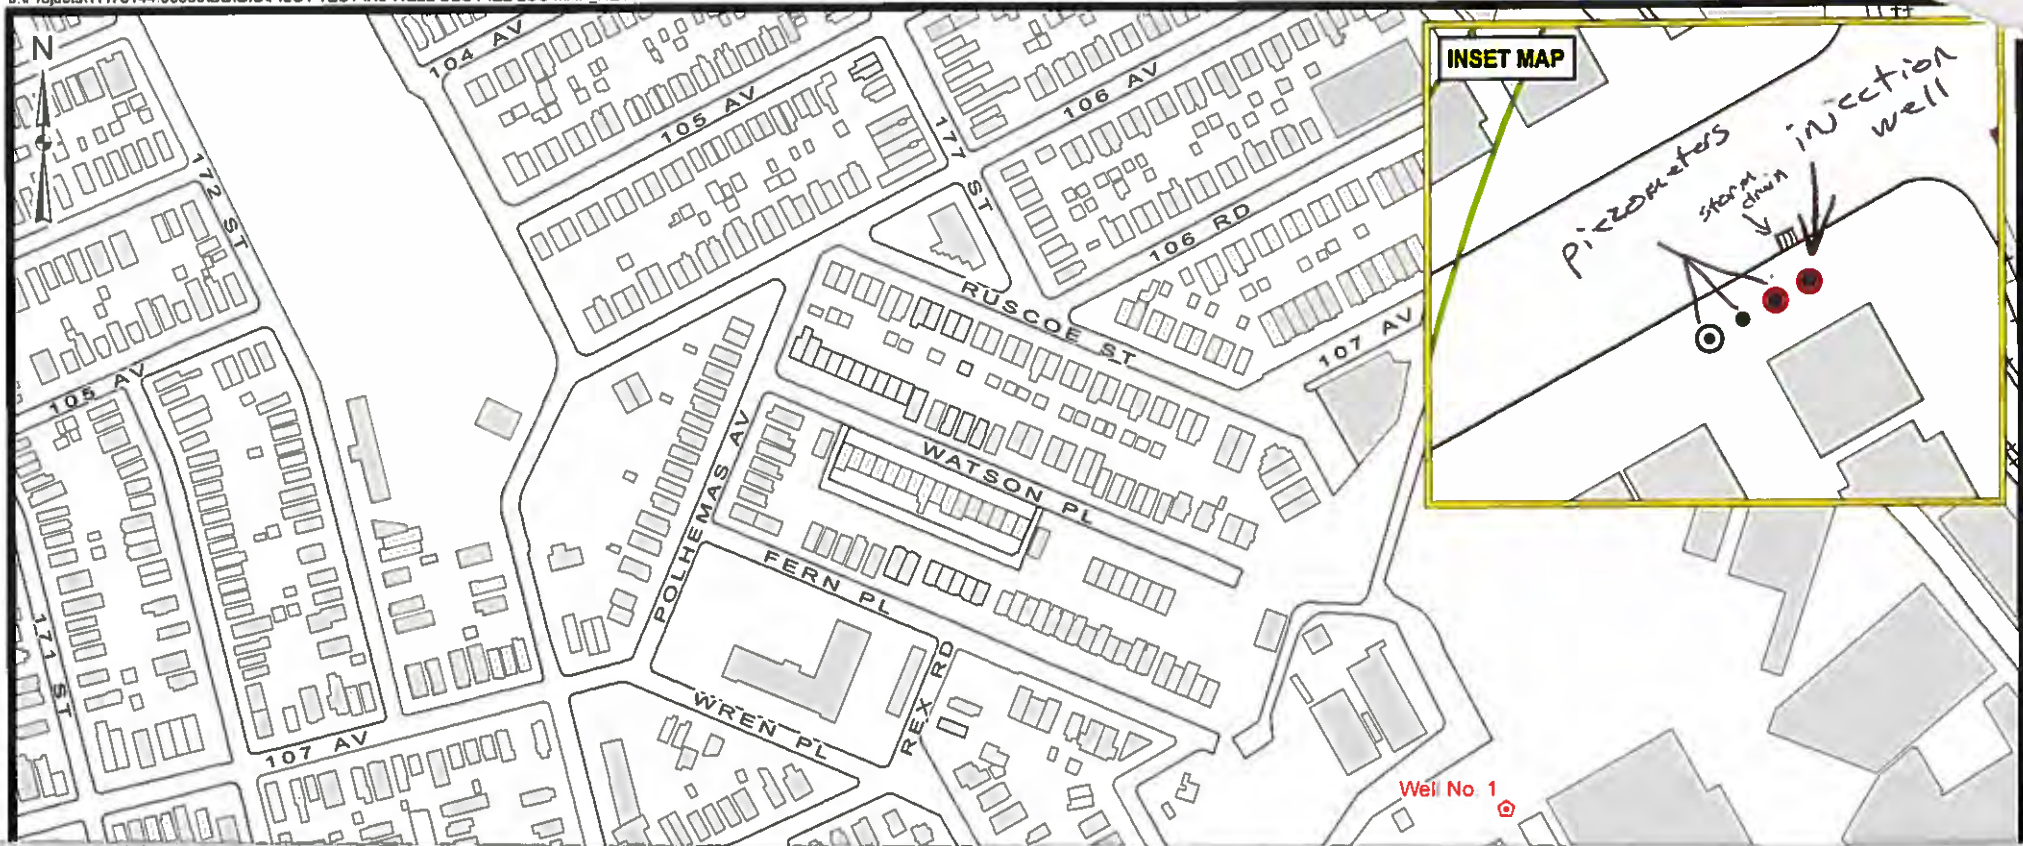 N
104 AV
105 AV
106 AV
177 ST
172 ST
106 RD
RUSCOE ST
107 AV
105 AV
POLHEMAS AV
WATSON PL
FERN PL
171 ST
REX RD
WREN PL
107 AV
Well No 1
INSET MAP
piezometers
storm
drain
injection
well